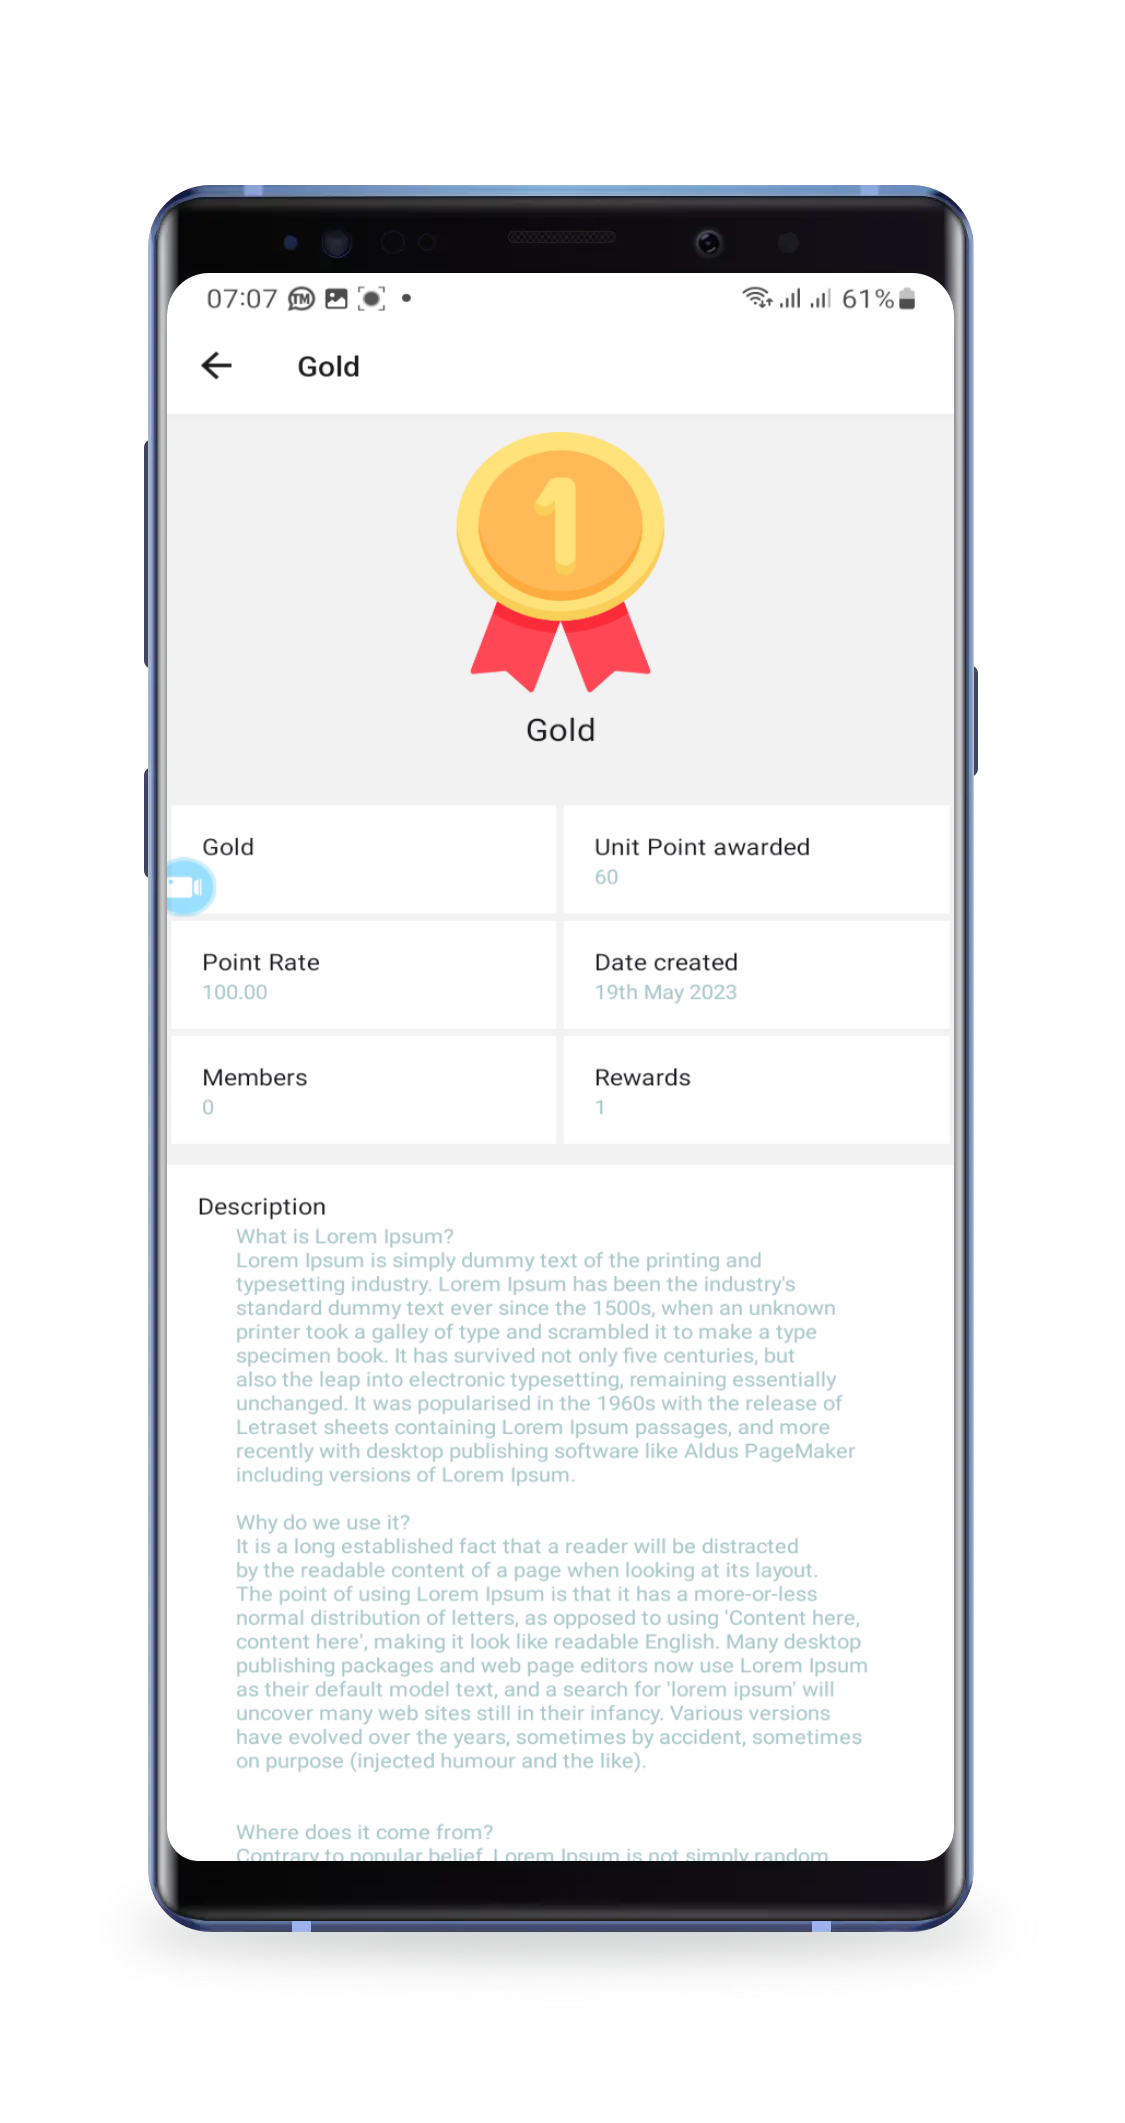 07:07 TM 61%
Gold
1
Gold
Gold
Unit Point awarded
60
Point Rate
100.00
Date created
19th May 2023
Members
0
Rewards
1
Description
What is Lorem Ipsum?
Lorem Ipsum is simply dummy text of the printing and
typesetting industry. Lorem Ipsum has been the industry's
standard dummy text ever since the 1500s, when an unknown
printer took a galley of type and scrambled it to make a type
specimen book. It has survived not only five centuries, but
also the leap into electronic typesetting, remaining essentially
unchanged. It was popularised in the 1960s with the release of
Letraset sheets containing Lorem Ipsum passages, and more
recently with desktop publishing software like Aldus PageMaker
including versions of Lorem Ipsum.
Why do we use it?
It is a long established fact that a reader will be distracted
by the readable content of a page when looking at its layout.
The point of using Lorem Ipsum is that it has a more-or-less
normal distribution of letters, as opposed to using 'Content here,
content here', making it look like readable English. Many desktop
publishing packages and web page editors now use Lorem Ipsum
as their default model text, and a search for 'lorem ipsum' will
uncover many web sites still in their infancy. Various versions
have evolved over the years, sometimes by accident, sometimes
on purpose (injected humour and the like).
Where does it come from?
Contrary to popular belief, Lorem Ipsum is not simply random